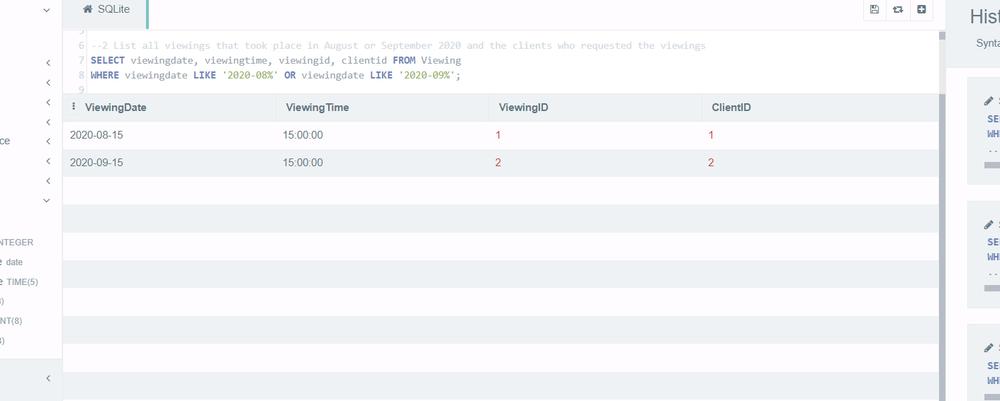 SQLite
Hist
Synta
5
6 --2 List all viewings that took place in August or September 2020 and the clients who requested the viewings
7 SELECT viewingdate, viewingtime, viewingid, clientid FROM Viewing
8 WHERE viewingdate LIKE '2020-08%' OR viewingdate LIKE '2020-09%';
9
ViewingDate ViewingTime ViewingID ClientID
2020-08-15 15:00:00 1 1
2020-09-15 15:00:00 2 2
ce
NTEGER
e date
e TIME(5)
NT(8)
SE
WH
--
SE
WH
--
SE
WH